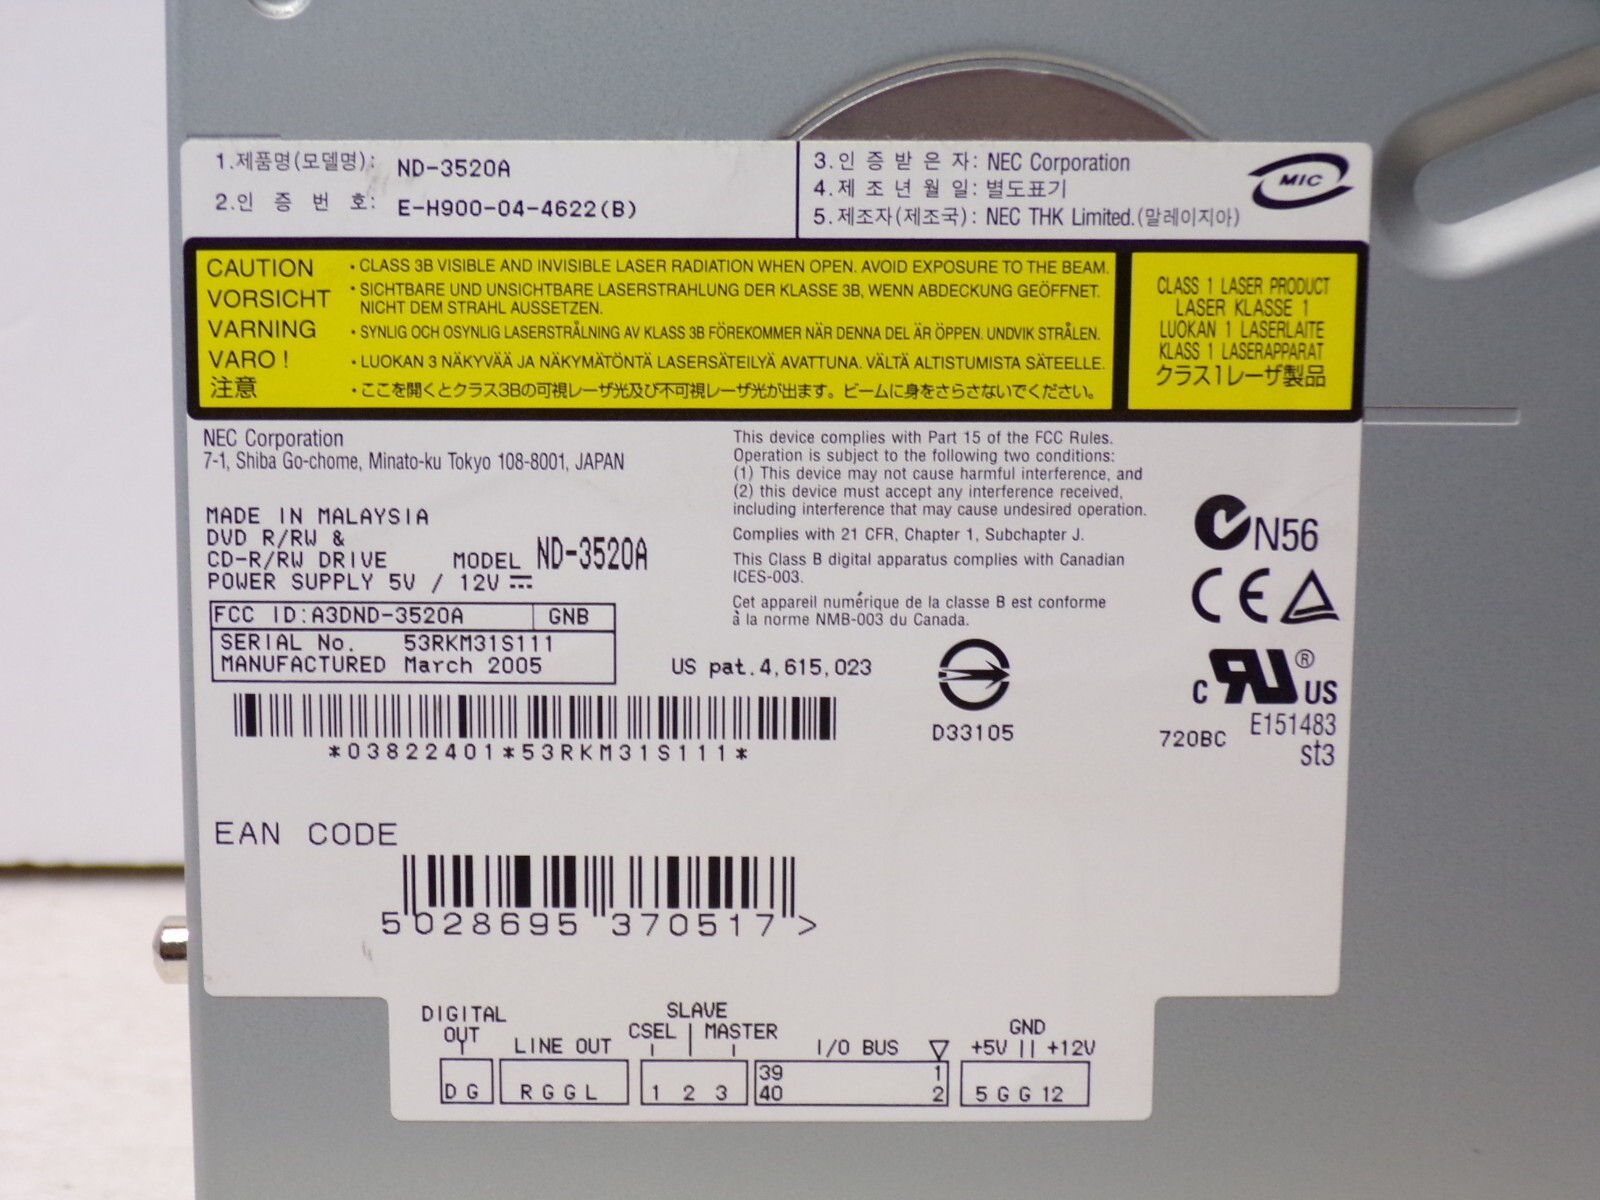 1.제품명(모델명): ND-3520A
2.인 증 번 호: E-H900-04-4622(B)
3.인 증 받 은 자: NEC Corporation
4.제 조 년 월 일: 별도표기
5.제조자(제조국): NEC THK Limited.(말레이지아)
MIC
CAUTION
VORSICHT
VARNING
VARO !
注意
・CLASS 3B VISIBLE AND INVISIBLE LASER RADIATION WHEN OPEN. AVOID EXPOSURE TO THE BEAM.
・SICHTBARE UND UNSICHTBARE LASERSTRAHLUNG DER KLASSE 3B, WENN ABDECKUNG GEÖFFNET.
NICHT DEM STRAHL AUSSETZEN.
・SYNLIG OCH OSYNLIG LASERSTRÅLNING AV KLASS 3B FÖREKOMMER NÄR DENNA DEL ÄR ÖPPEN. UNDVIK STRÅLEN.
・LUOKAN 3 NÄKYVÄÄ JA NÄKYMÄTÖNTÄ LASERSÄTEILYÄ AVATTUNA. VÄLTÄ ALTISTUMISTA SÄTEELLE.
・ここを開くとクラス3Bの可視レーザ光及び不可視レーザ光が出ます。ビームに身をさらさないでください。
CLASS 1 LASER PRODUCT
LASER KLASSE 1
LUOKAN 1 LASERLAITE
KLASS 1 LASERAPPARAT
クラス1レーザ製品
NEC Corporation
7-1, Shiba Go-chome, Minato-ku Tokyo 108-8001, JAPAN
MADE IN MALAYSIA
DVD R/RW &
CD-R/RW DRIVE MODEL ND-3520A
POWER SUPPLY 5V / 12V
FCC ID:A3DND-3520A GNB
SERIAL No. 53RKM31S111
MANUFACTURED March 2005
This device complies with Part 15 of the FCC Rules.
Operation is subject to the following two conditions:
(1) This device may not cause harmful interference, and
(2) this device must accept any interference received,
including interference that may cause undesired operation.
Complies with 21 CFR, Chapter 1, Subchapter J.
This Class B digital apparatus complies with Canadian
ICES-003.
Cet appareil numérique de la classe B est conforme
à la norme NMB-003 du Canada.
US pat.4,615,023
D33105
N56
CE
C RU ® US
720BC E151483
st3
*03822401*53RKM31S111*
EAN CODE
5 028695 370517 >
DIGITAL OUT
LINE OUT
SLAVE
CSEL MASTER
I/O BUS
GND
+5V +12V
D G
R G G L
1 2 3
39 1
40 2
5 G G 12